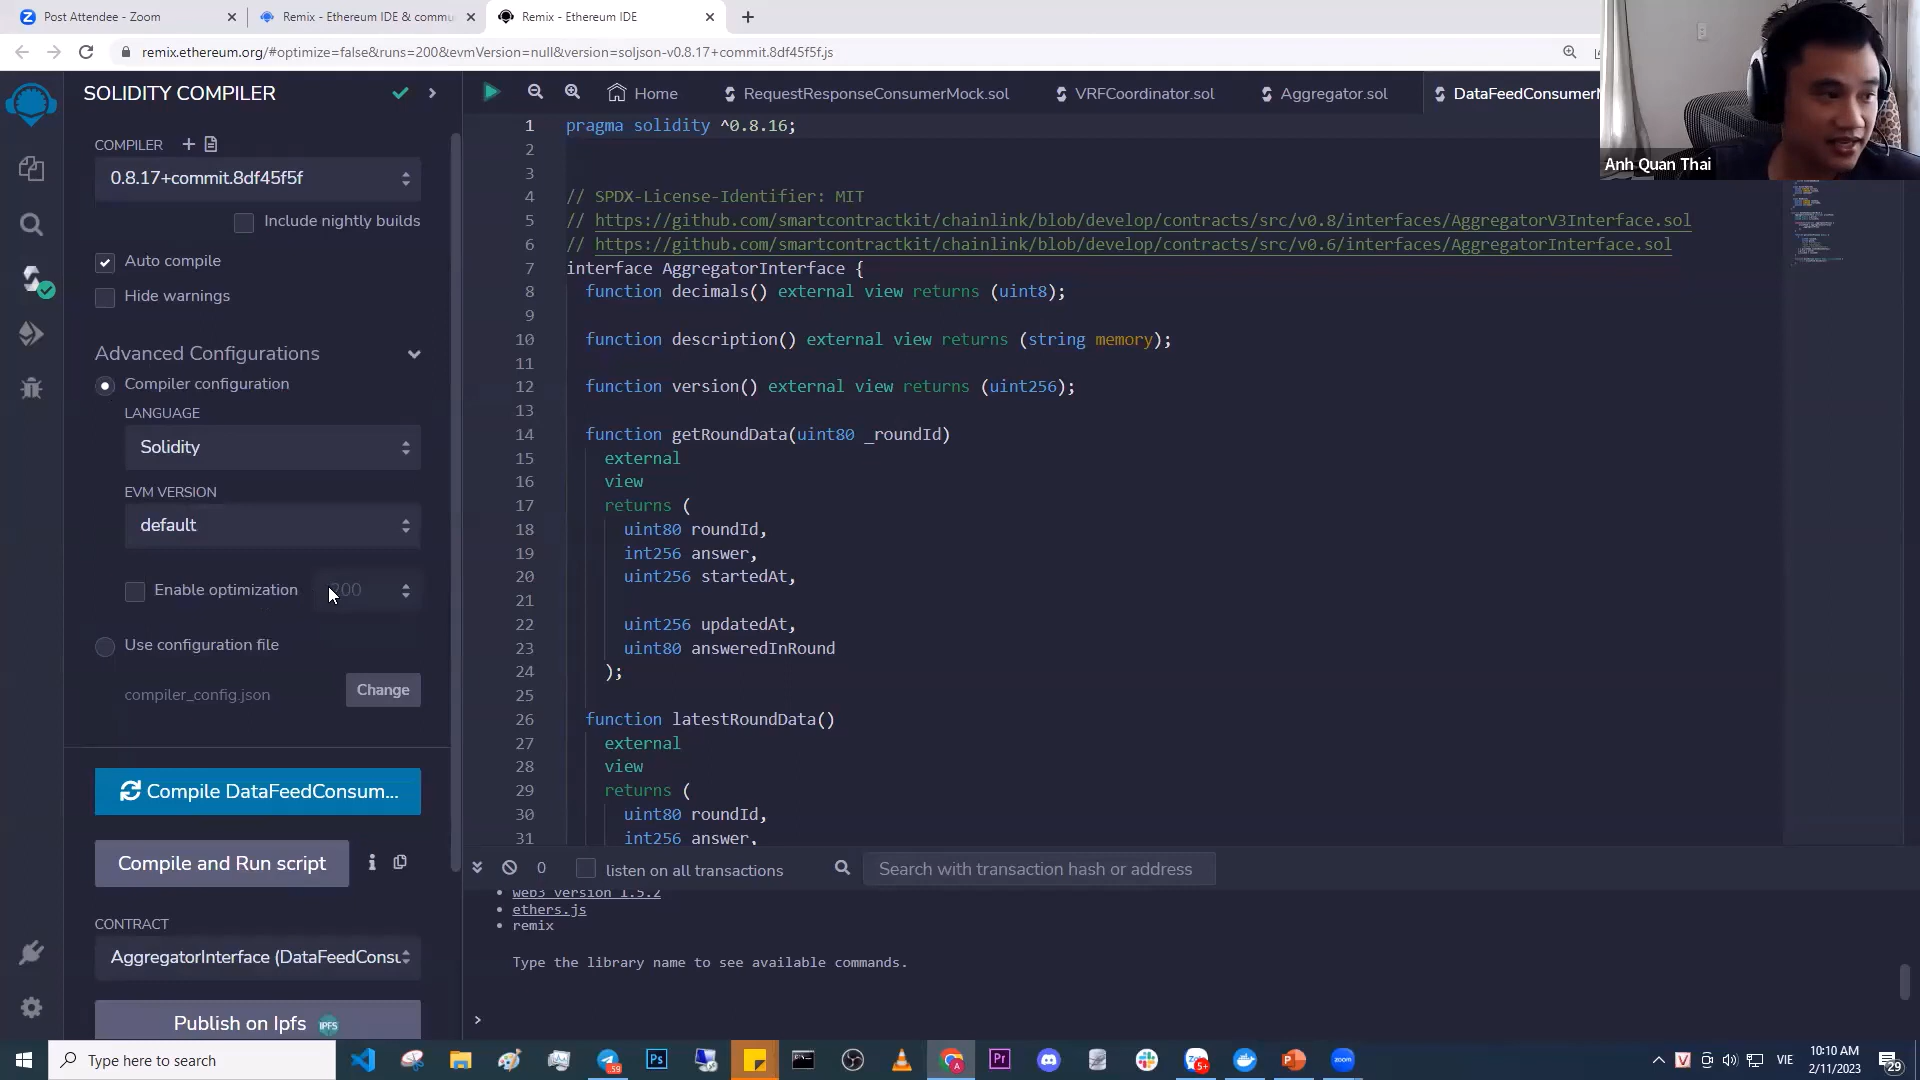 Post Attendee - Zoom
Remix - Ethereum IDE & commu
Remix - Ethereum IDE
remix.ethereum.org/#optimize=false&runs=200&evmVersion=null&version=soljson-v0.8.17+commit.8df45f5f.js
SOLIDITY COMPILER
COMPILER
0.8.17+commit.8df45f5f
Include nightly builds
Auto compile
Hide warnings
Advanced Configurations
Compiler configuration
LANGUAGE
Solidity
EVM VERSION
default
Enable optimization
Use configuration file
compiler_config.json
Change
Compile DataFeedConsum...
Compile and Run script
CONTRACT
AggregatorInterface (DataFeedConsu
Publish on Ipfs
IPFS
Home
RequestResponseConsumerMock.sol
VRFCoordinator.sol
Aggregator.sol
DataFeedConsumerM
Anh Quan Thai
1 pragma solidity ^0.8.16;
2
3
4 // SPDX-License-Identifier: MIT
5 // https://github.com/smartcontractkit/chainlink/blob/develop/contracts/src/v0.8/interfaces/AggregatorV3Interface.sol
6 // https://github.com/smartcontractkit/chainlink/blob/develop/contracts/src/v0.6/interfaces/AggregatorInterface.sol
7 interface AggregatorInterface {
8 function decimals() external view returns (uint8);
9
10 function description() external view returns (string memory);
11
12 function version() external view returns (uint256);
13
14 function getRoundData(uint80 _roundId)
15 external
16 view
17 returns (
18 uint80 roundId,
19 int256 answer,
20 uint256 startedAt,
21
22 uint256 updatedAt,
23 uint80 answeredInRound
24 );
25
26 function latestRoundData()
27 external
28 view
29 returns (
30 uint80 roundId,
31 int256 answer,
0
listen on all transactions
Search with transaction hash or address
web3 version 1.5.2
ethers.js
remix
Type the library name to see available commands.
>
Type here to search
VIE
10:10 AM
2/11/2023
29